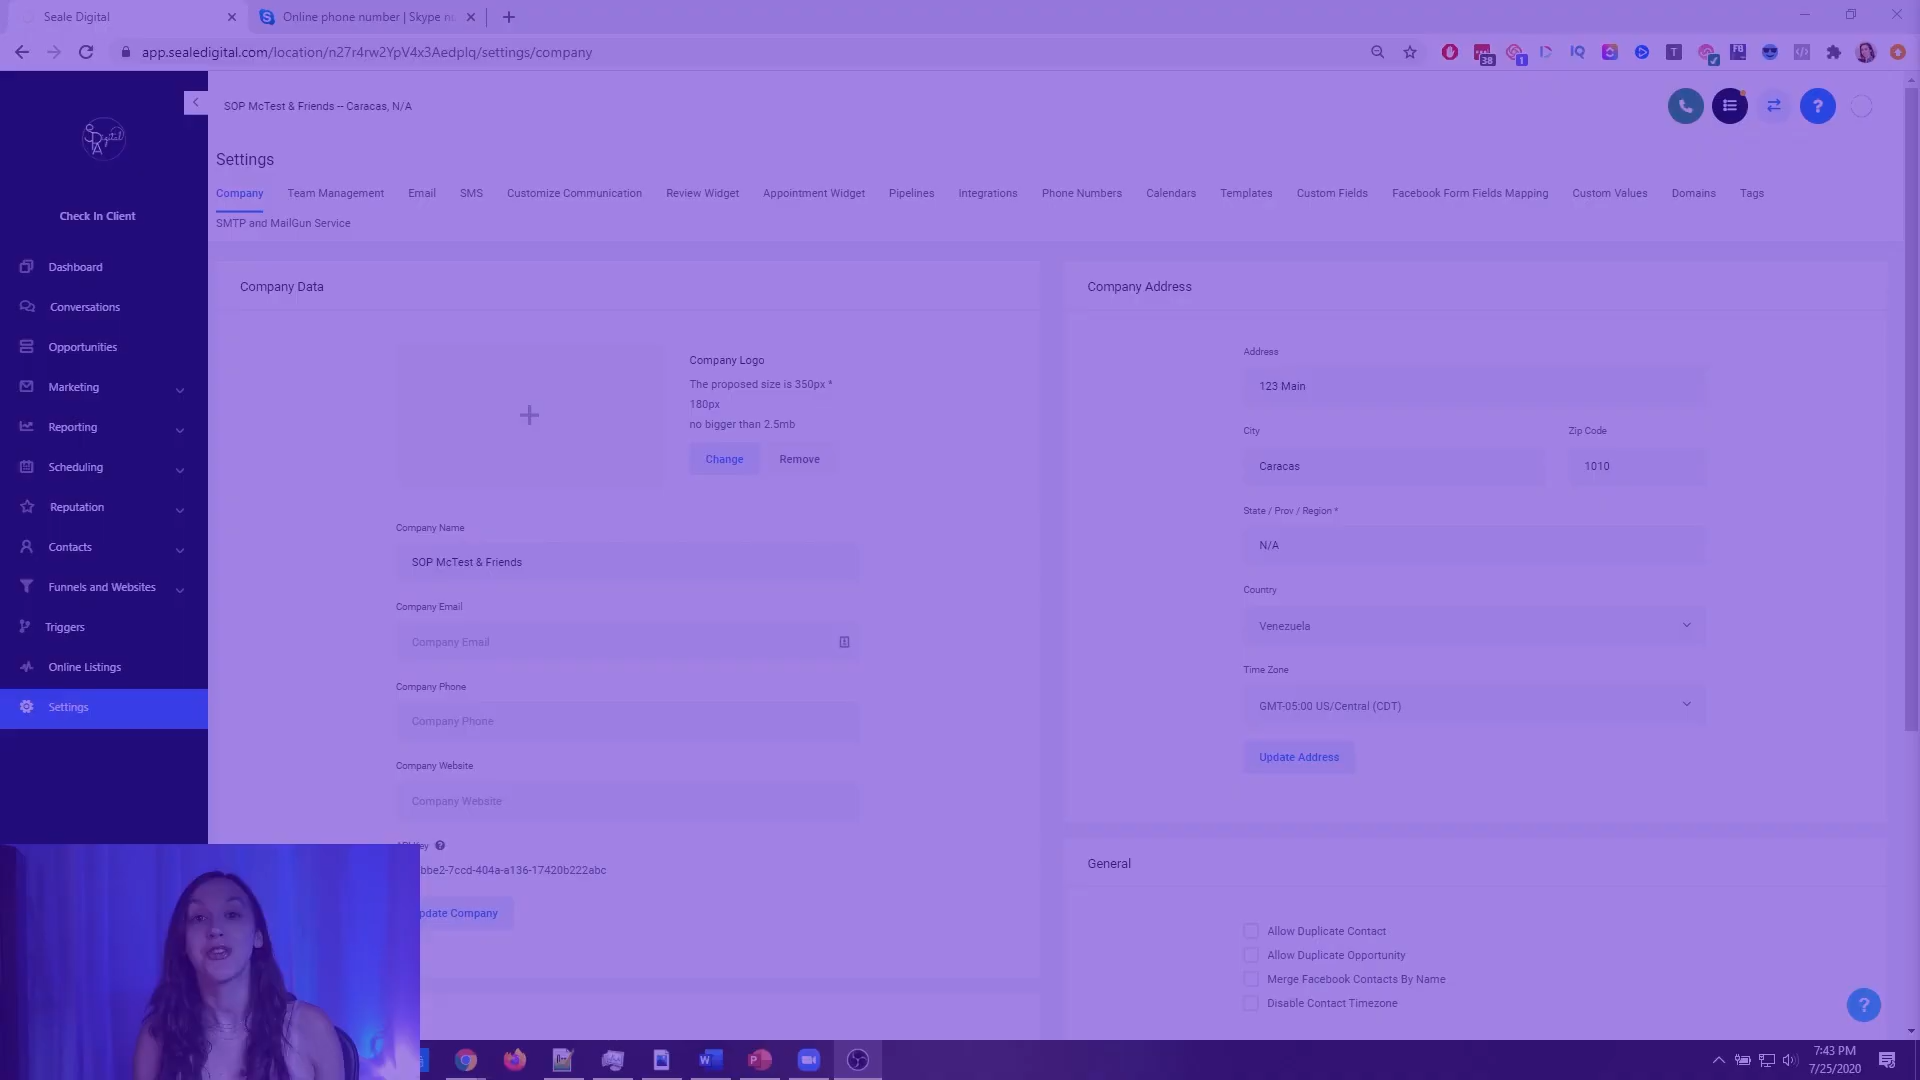 Seale Digital
Online phone number | Skype nu
app.sealedigital.com/location/n27r4rw2YpV4x3Aedplq/settings/company
38
1
IQ
T
FB
SOP McTest & Friends -- Caracas, N/A
Settings
Company Team Management Email SMS Customize Communication Review Widget Appointment Widget Pipelines Integrations Phone Numbers Calendars Templates Custom Fields Facebook Form Fields Mapping Custom Values Domains Tags
SMTP and MailGun Service
Check In Client
Dashboard
Conversations
Opportunities
Marketing
Reporting
Scheduling
Reputation
Contacts
Funnels and Websites
Triggers
Online Listings
Settings
Company Data
Company Logo
The proposed size is 350px *
180px
no bigger than 2.5mb
Change Remove
Company Name
SOP McTest & Friends
Company Email
Company Email
Company Phone
Company Phone
Company Website
Company Website
bbe2-7ccd-404a-a136-17420b222abc
pdate Company
Company Address
Address
123 Main
City Zip Code
Caracas 1010
State / Prov / Region *
N/A
Country
Venezuela
Time Zone
GMT-05:00 US/Central (CDT)
Update Address
General
Allow Duplicate Contact
Allow Duplicate Opportunity
Merge Facebook Contacts By Name
Disable Contact Timezone
7:43 PM
7/25/2020